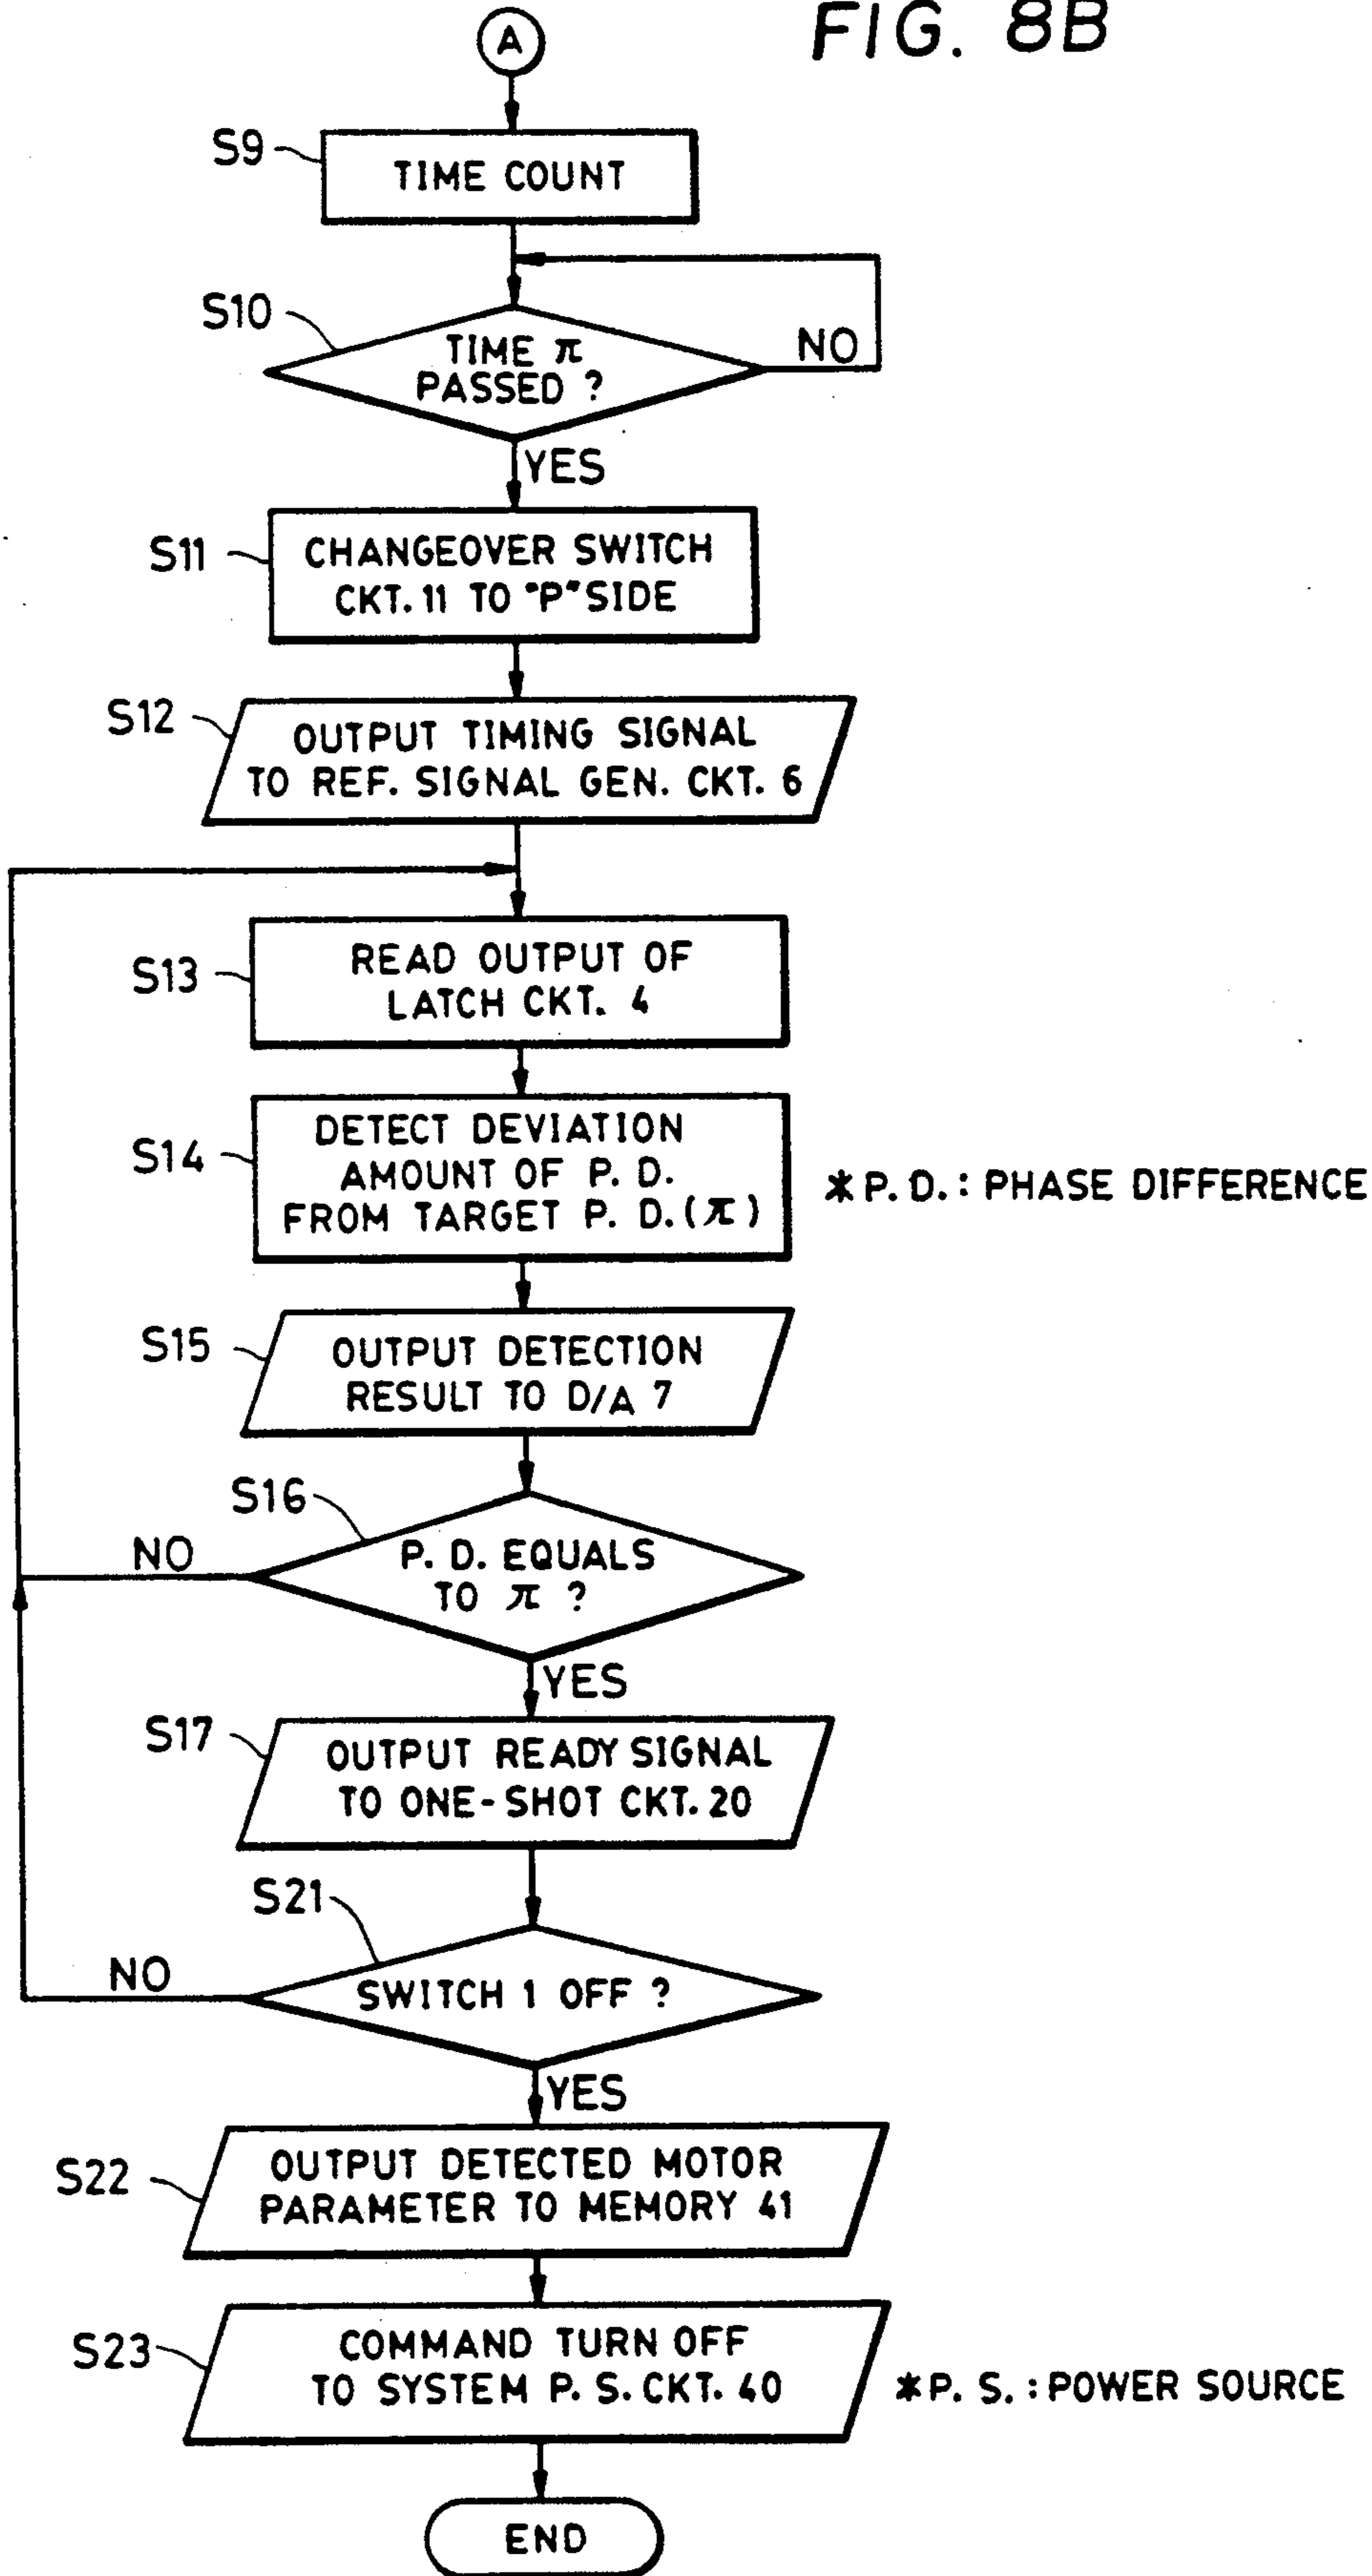 FIG. 8B
A
S9
TIME COUNT
S10
TIME π
PASSED ?
NO
YES
S11
CHANGEOVER SWITCH
CKT. 11 TO "P" SIDE
S12
OUTPUT TIMING SIGNAL
TO REF. SIGNAL GEN. CKT. 6
S13
READ OUTPUT OF
LATCH CKT. 4
S14
DETECT DEVIATION
AMOUNT OF P. D.
FROM TARGET P. D. (π)
*P. D. : PHASE DIFFERENCE
S15
OUTPUT DETECTION
RESULT TO D/A 7
S16
P. D. EQUALS
TO π ?
NO
YES
S17
OUTPUT READY SIGNAL
TO ONE-SHOT CKT. 20
S21
SWITCH 1 OFF ?
NO
YES
S22
OUTPUT DETECTED MOTOR
PARAMETER TO MEMORY 41
S23
COMMAND TURN OFF
TO SYSTEM P. S. CKT. 40
*P. S. : POWER SOURCE
END